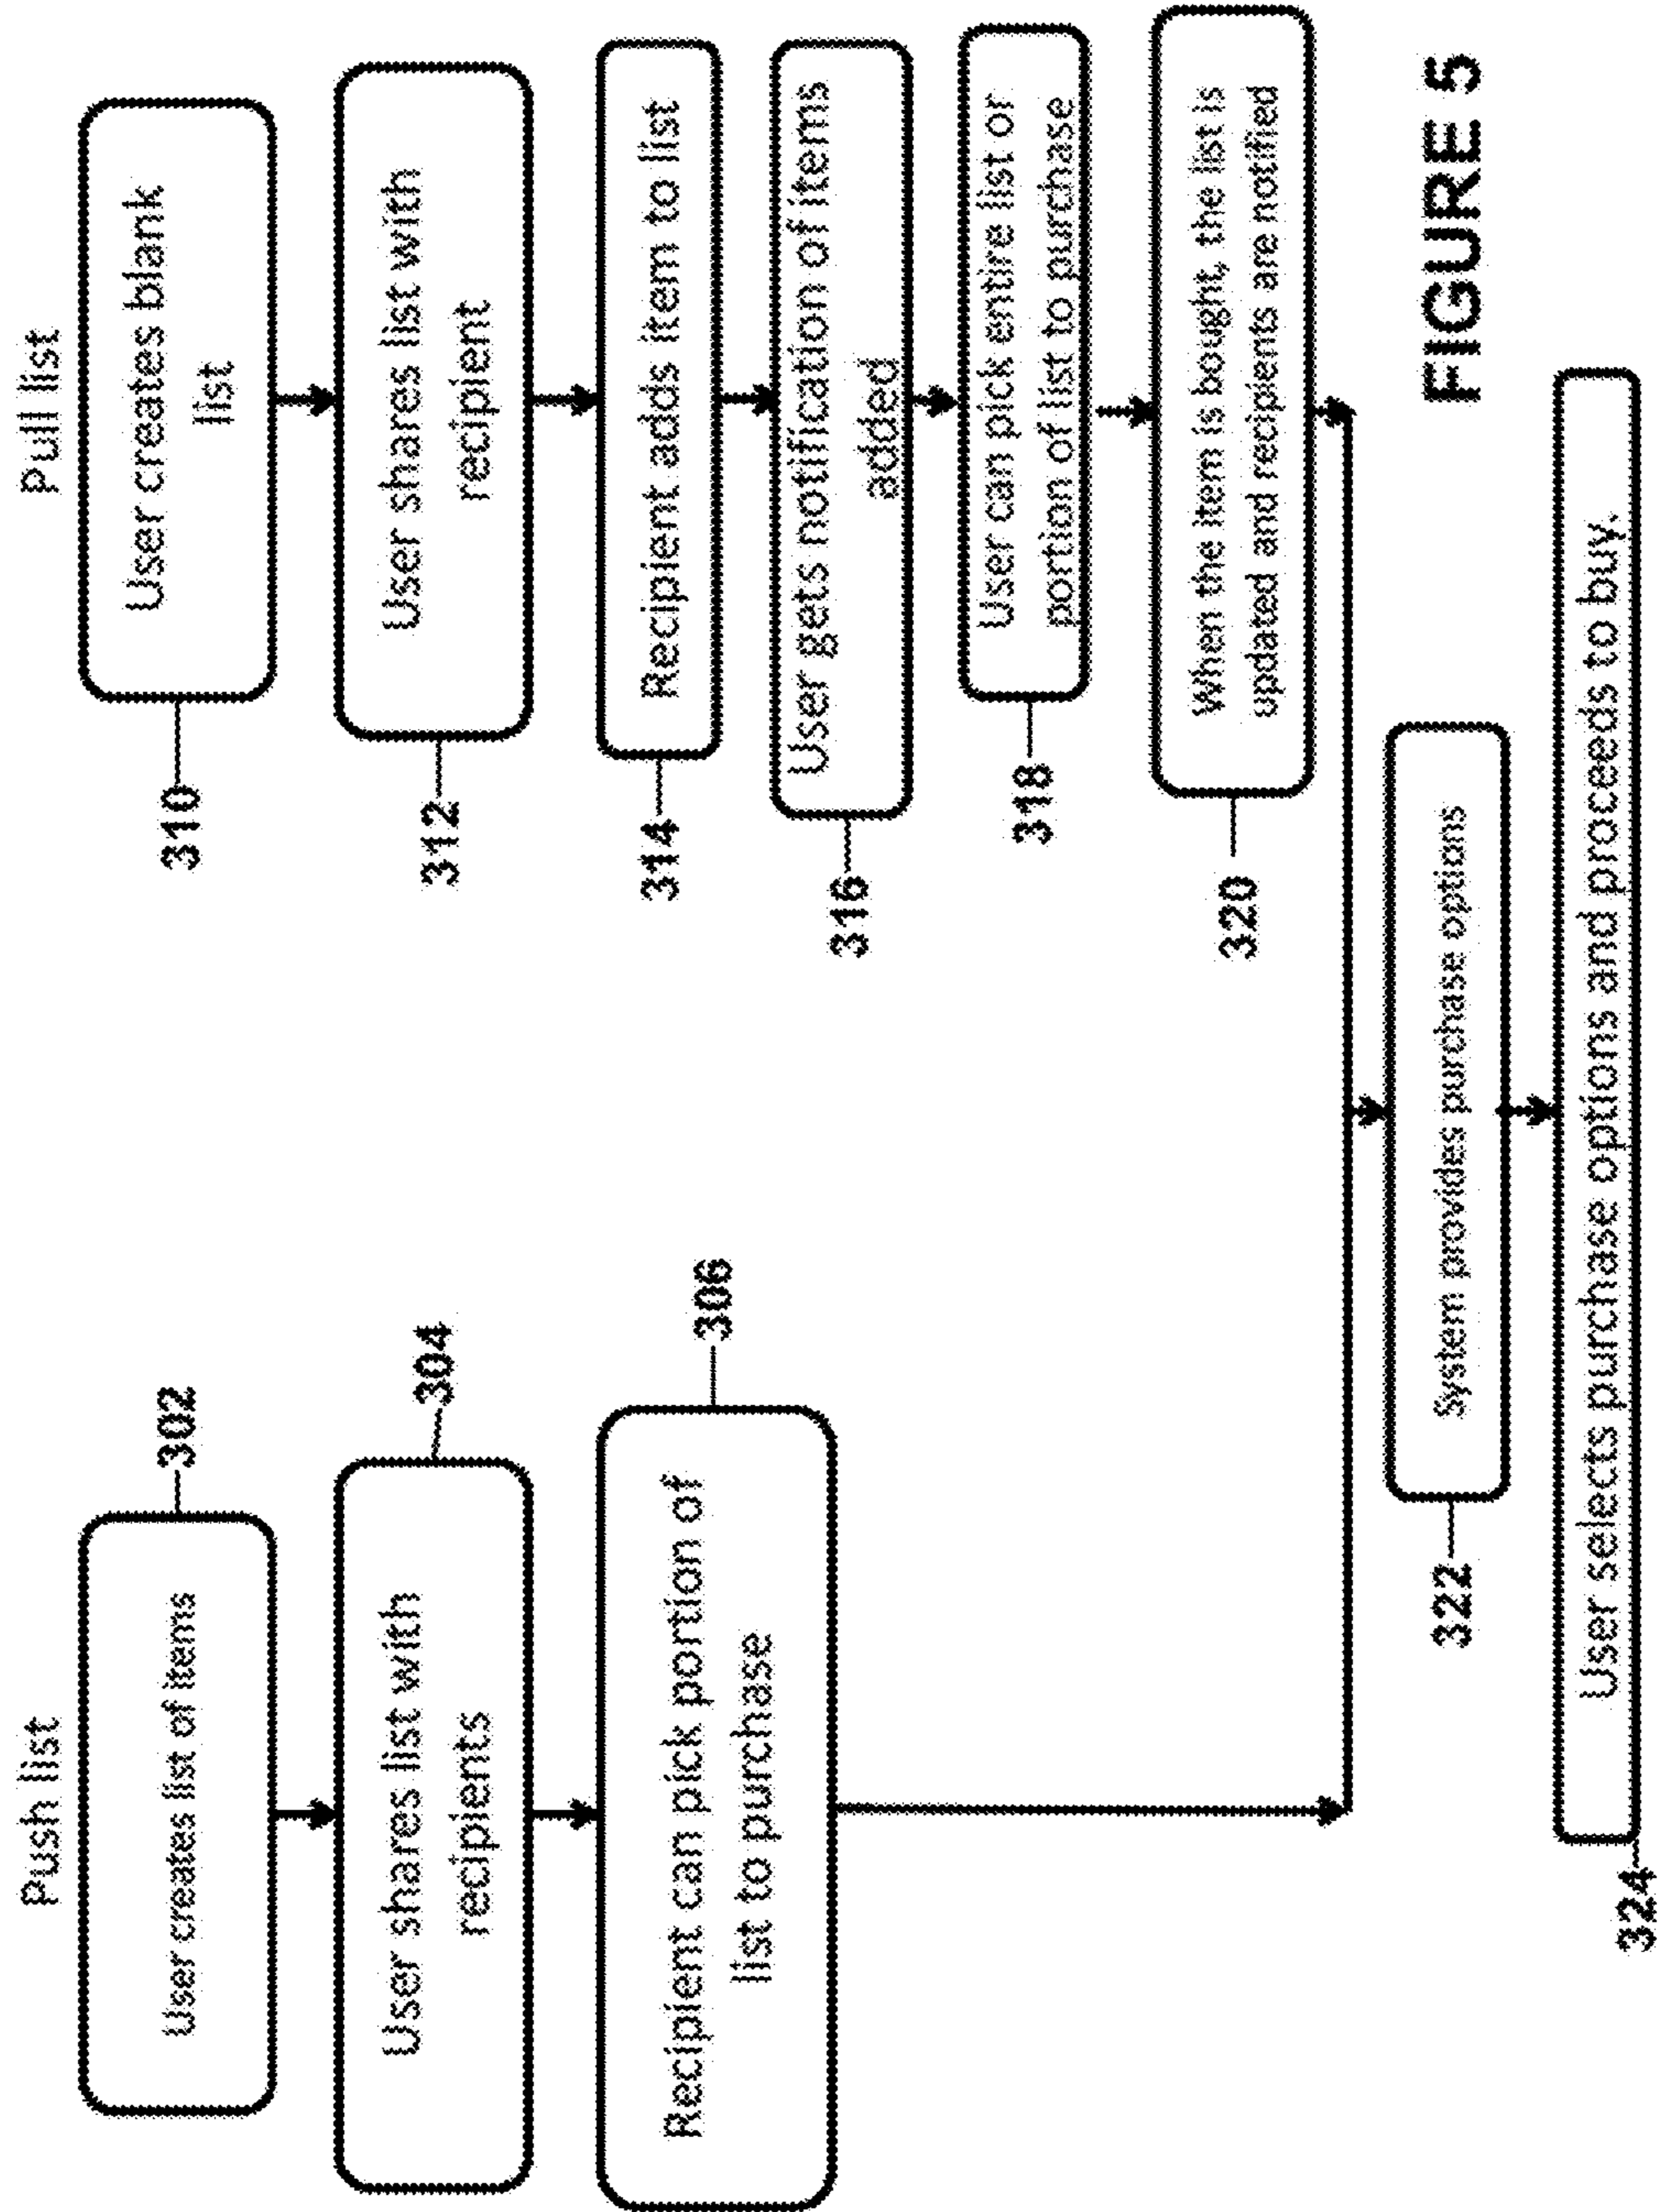 Push list
User creates list of items
302
User shares list with
recipients
304
Recipient can pick portion of
list to purchase
306
Pull list
User creates blank
list
310
User shares list with
recipient
312
Recipient adds item to list
314
User gets notification of items
added
316
User can pick entire list or
portion of list to purchase
318
When the item is bought, the list is
updated and recipients are notified
320
System provides purchase options
322
User selects purchase options and proceeds to buy.
324
FIGURE 5